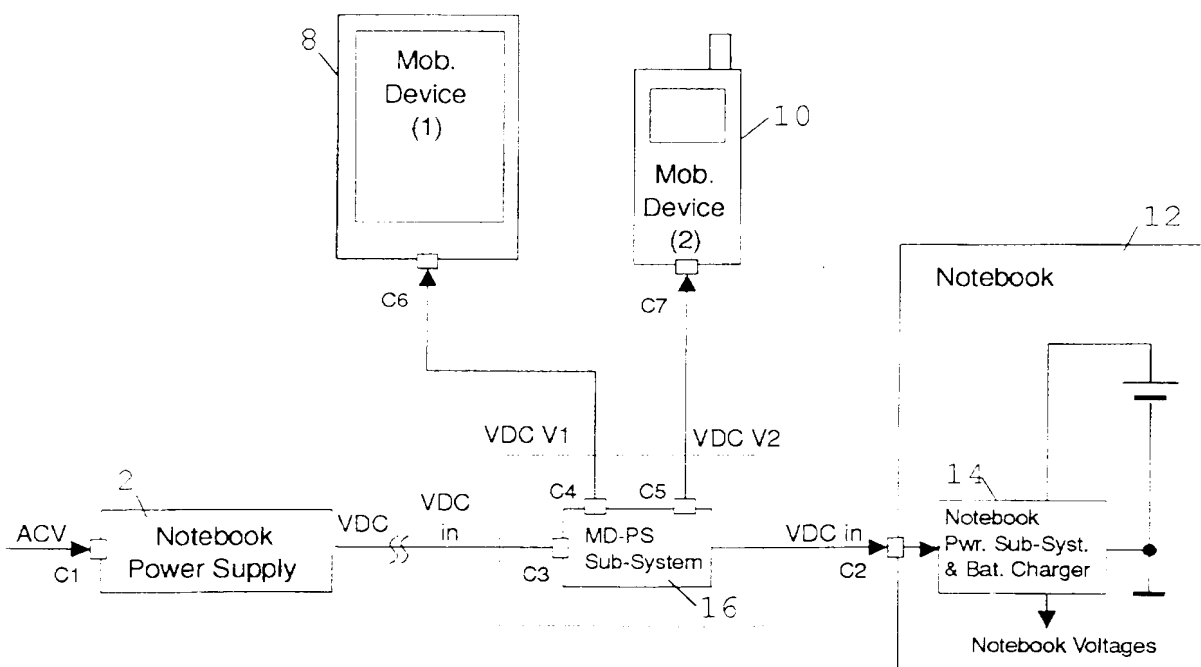 8
Mob.
Device
(1)
10
Mob.
Device
(2)
12
Notebook
C6
C7
VDC V1
VDC V2
2
VDC
VDC
in
C4
C5
14
ACV
Notebook
Power Supply
MD-PS
Sub-System
VDC in
Notebook
Pwr. Sub-Syst.
& Bat. Charger
C1
C3
C2
16
Notebook Voltages